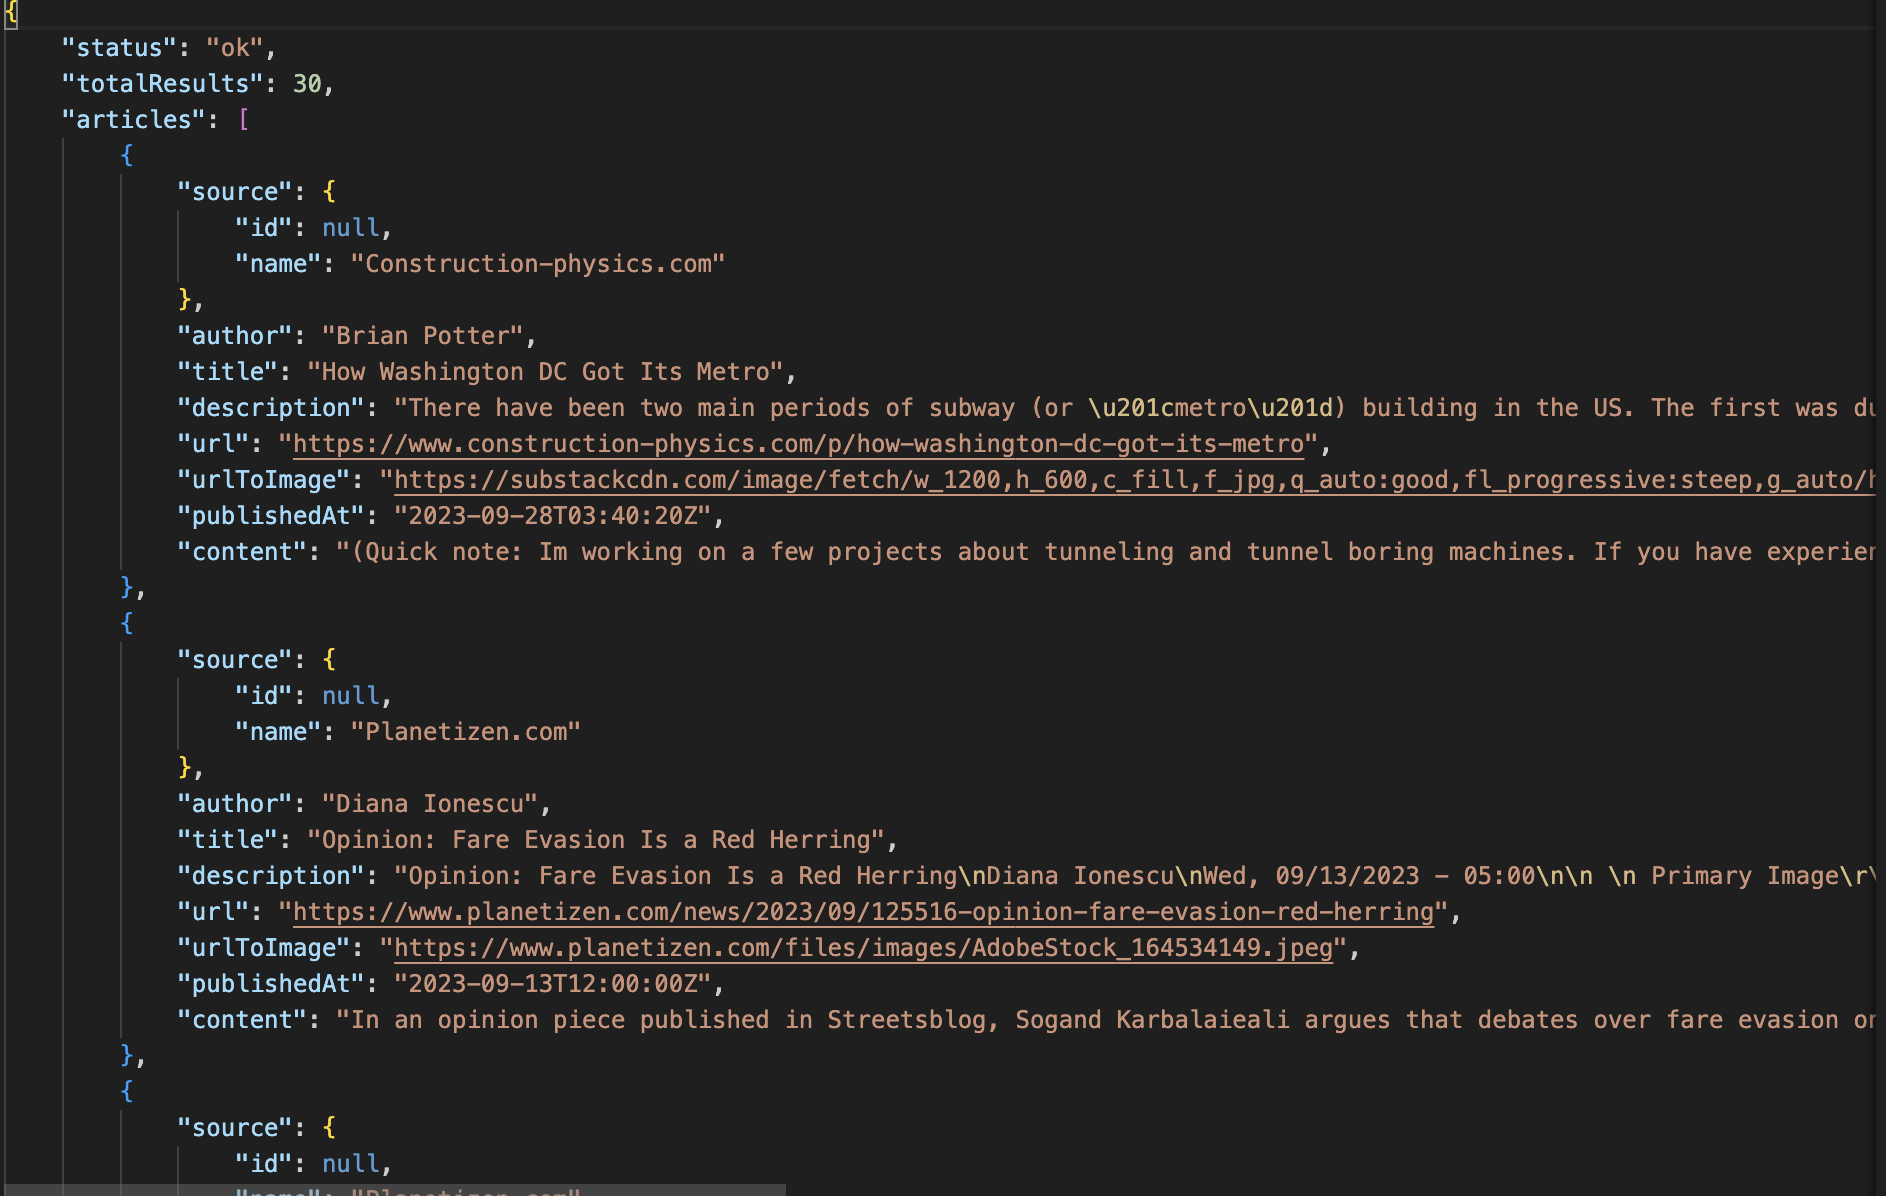 {
    "status": "ok",
    "totalResults": 30,
    "articles": [
        {
            "source": {
                "id": null,
                "name": "Construction-physics.com"
            },
            "author": "Brian Potter",
            "title": "How Washington DC Got Its Metro",
            "description": "There have been two main periods of subway (or \u201cmetro\u201d) building in the US. The first was
            "url": "https://www.construction-physics.com/p/how-washington-dc-got-its-metro",
            "urlToImage": "https://substackcdn.com/image/fetch/w_1200,h_600,c_fill,f_jpg,q_auto:good,fl_progressive:steep,g_auto/
            "publishedAt": "2023-09-28T03:40:20Z",
            "content": "(Quick note: Im working on a few projects about tunneling and tunnel boring machines. If you have
        },
        {
            "source": {
                "id": null,
                "name": "Planetizen.com"
            },
            "author": "Diana Ionescu",
            "title": "Opinion: Fare Evasion Is a Red Herring",
            "description": "Opinion: Fare Evasion Is a Red Herring\nDiana Ionescu\nWed, 09/13/2023 - 05:00\n\n \n Primary Image\r\
            "url": "https://www.planetizen.com/news/2023/09/125516-opinion-fare-evasion-red-herring",
            "urlToImage": "https://www.planetizen.com/files/images/AdobeStock_164534149.jpeg",
            "publishedAt": "2023-09-13T12:00:00Z",
            "content": "In an opinion piece published in Streetsblog, Sogand Karbalaieali argues that debates over fare evasion
        },
        {
            "source": {
                "id": null,
                "name": "Planetizen.com"